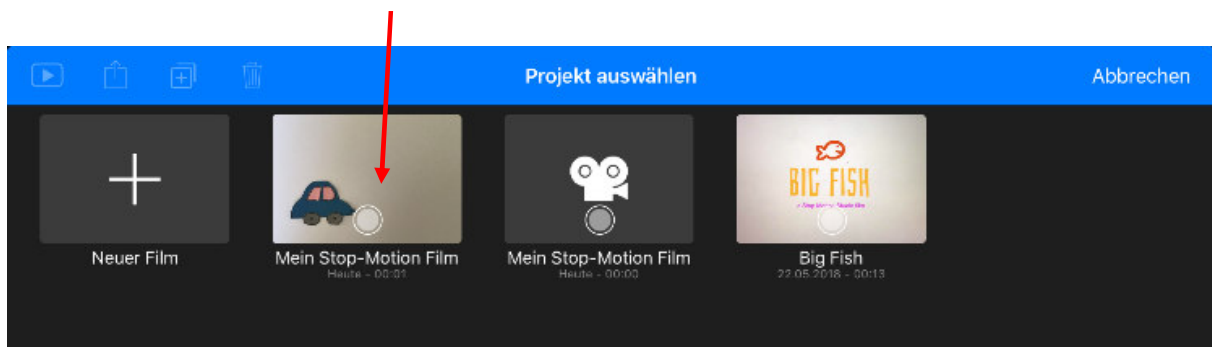 Projekt auswählen
Abbrechen
BIG FISH
Neuer Film
Mein Stop-Motion Film
Heute - 00:01
Mein Stop-Motion Film
Heute - 00:00
Big Fish
22.05.2018 - 00:13